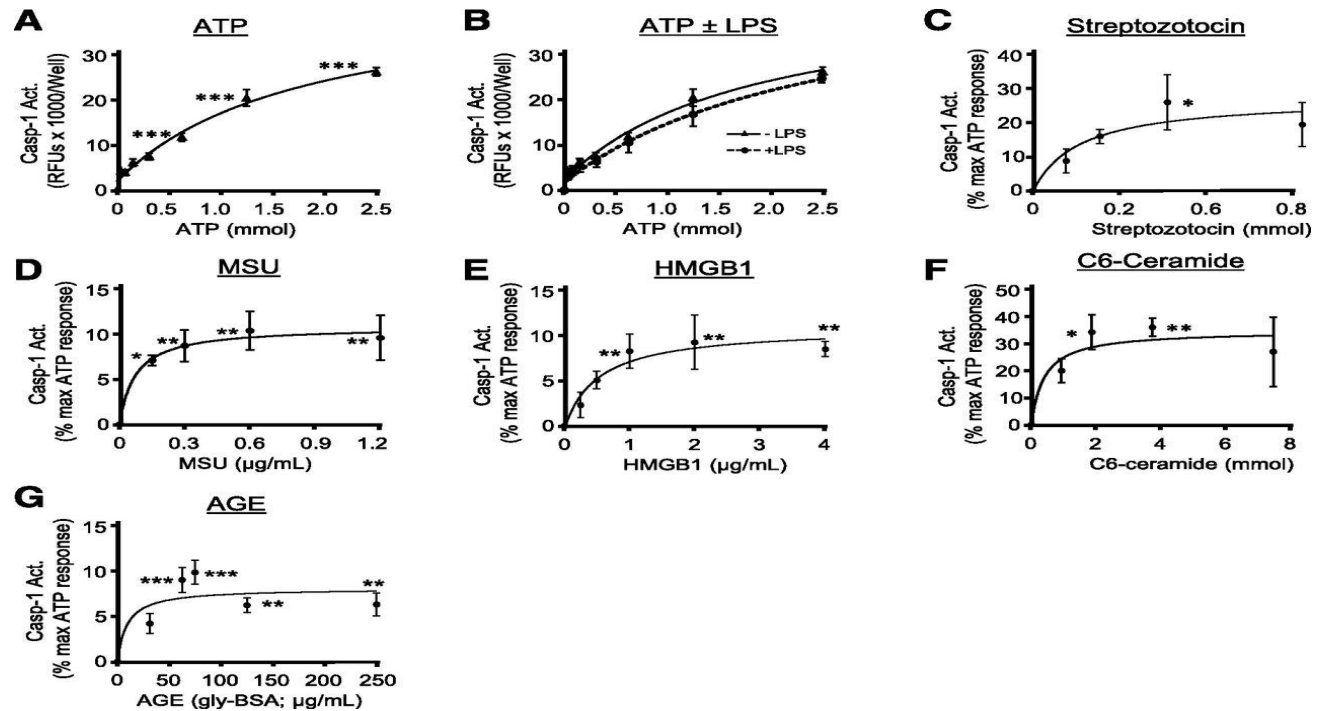 A
ATP
Casp-1 Act.
(RFUs x 1000/Well)
30
20
10
0
***
***
***
0
0.5
1.0
1.5
2.0
2.5
ATP (mmol)
B
ATP ± LPS
Casp-1 Act.
(RFUs x 1000/Well)
30
20
10
0
- LPS
+LPS
0
0.5
1.0
1.5
2.0
2.5
ATP (mmol)
C
Streptozotocin
Casp-1 Act.
(% max ATP response)
40
30
20
10
0
*
0
0.2
0.6
0.8
Streptozotocin (mmol)
D
MSU
Casp-1 Act.
(% max ATP response)
15
10
5
0
*
**
**
**
0
0.3
0.6
0.9
1.2
MSU (µg/mL)
E
HMGB1
Casp-1 Act.
(% max ATP response)
15
10
5
0
**
**
**
0
1
2
3
4
HMGB1 (µg/mL)
F
C6-Ceramide
Casp-1 Act.
(% max ATP response)
50
40
30
20
10
0
*
**
0
2
4
6
8
C6-ceramide (mmol)
G
AGE
Casp-1 Act.
(% max ATP response)
15
10
5
0
***
***
**
**
0
50
100
150
200
250
AGE (gly-BSA; µg/mL)